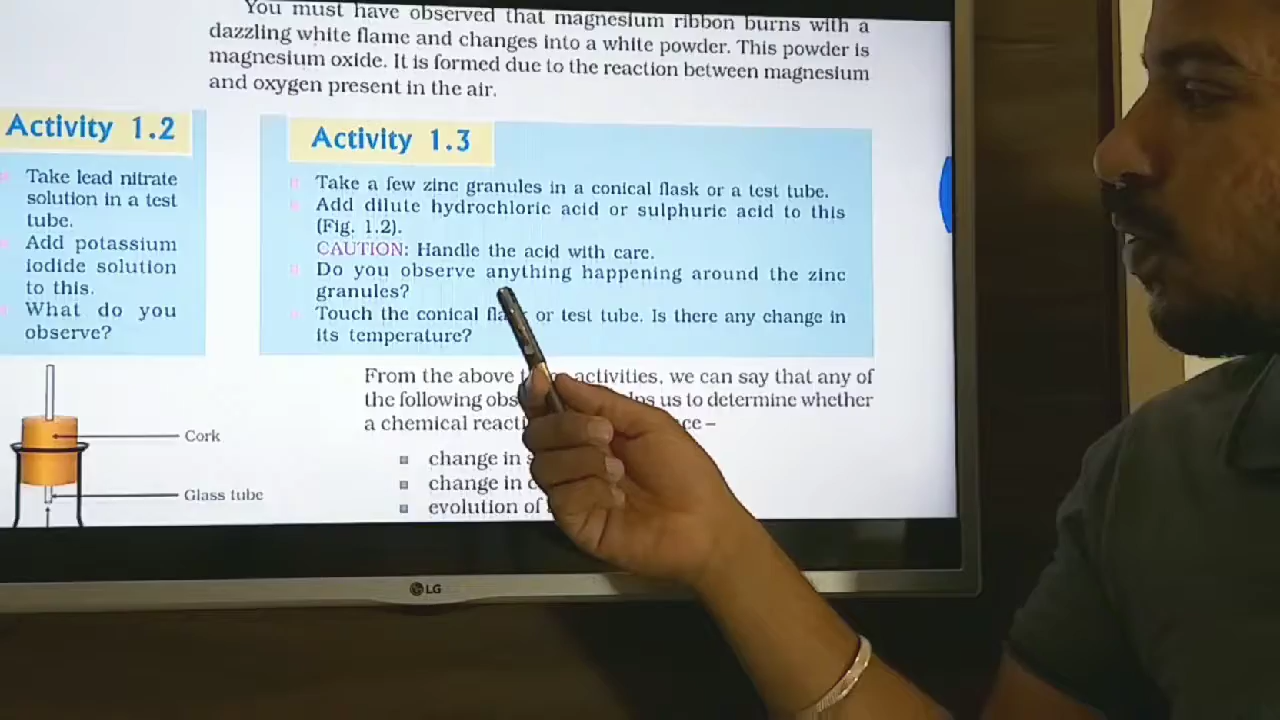 You must have observed that magnesium ribbon burns with a
dazzling white flame and changes into a white powder. This powder is
magnesium oxide. It is formed due to the reaction between magnesium
and oxygen present in the air.
Activity 1.2
Take lead nitrate
solution in a test
tube.
Add potassium
iodide solution
to this.
What do you
observe?
Activity 1.3
Take a few zinc granules in a conical flask or a test tube.
Add dilute hydrochloric acid or sulphuric acid to this
(Fig. 1.2).
CAUTION: Handle the acid with care.
Do you observe anything happening around the zinc
granules?
Touch the conical or test tube. Is there any change in
its temperature?
From the above activities, we can say that any of
the following us to determine whether
a chemical –
change in
change in
evolution of
Cork
Glass tube
LG